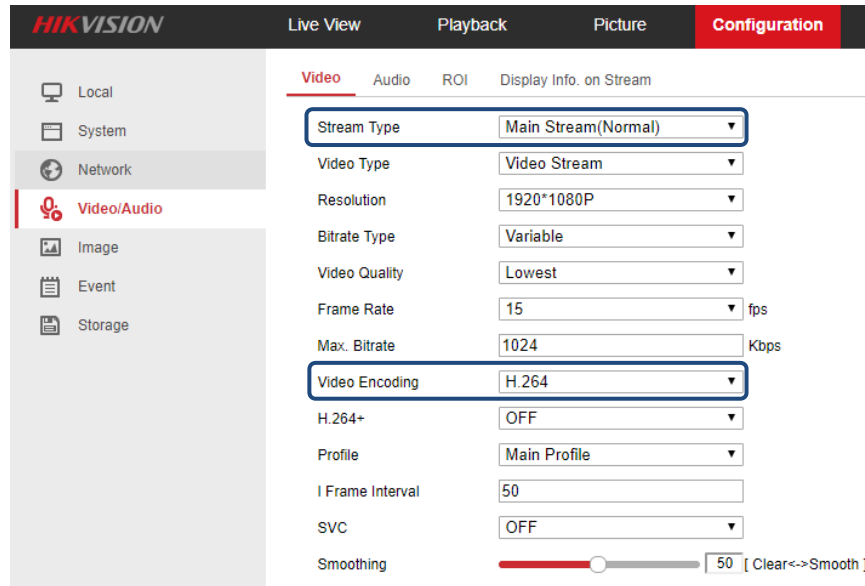 HIKVISION
Live View Playback Picture Configuration
Local
System
Network
Video/Audio
Image
Event
Storage
Video Audio ROI Display Info. on Stream
Stream Type Main Stream(Normal)
Video Type Video Stream
Resolution 1920*1080P
Bitrate Type Variable
Video Quality Lowest
Frame Rate 15 fps
Max. Bitrate 1024 Kbps
Video Encoding H.264
H.264+ OFF
Profile Main Profile
I Frame Interval 50
SVC OFF
Smoothing 50 [ Clear<->Smooth ]